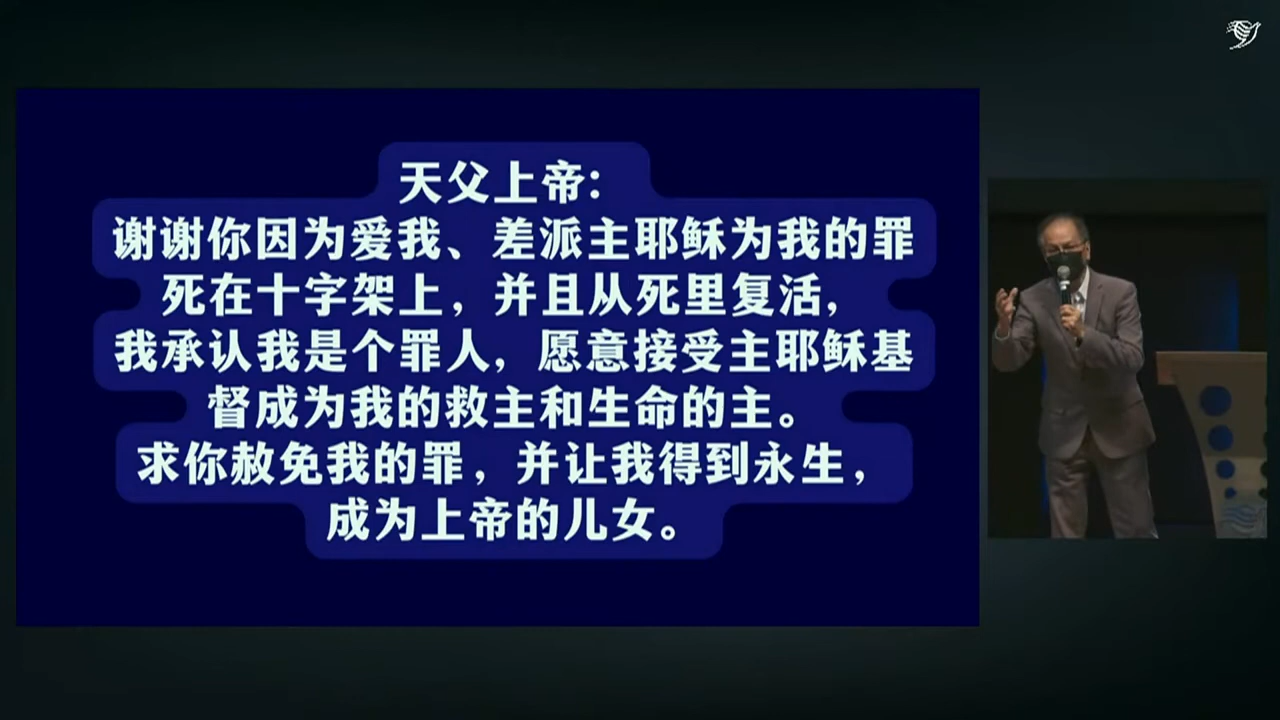 天父上帝:
谢谢你因为爱我、差派主耶稣为我的罪
死在十字架上，并且从死里复活，
我承认我是个罪人，愿意接受主耶稣基
督成为我的救主和生命的主。
求你赦免我的罪，并让我得到永生，
成为上帝的儿女。